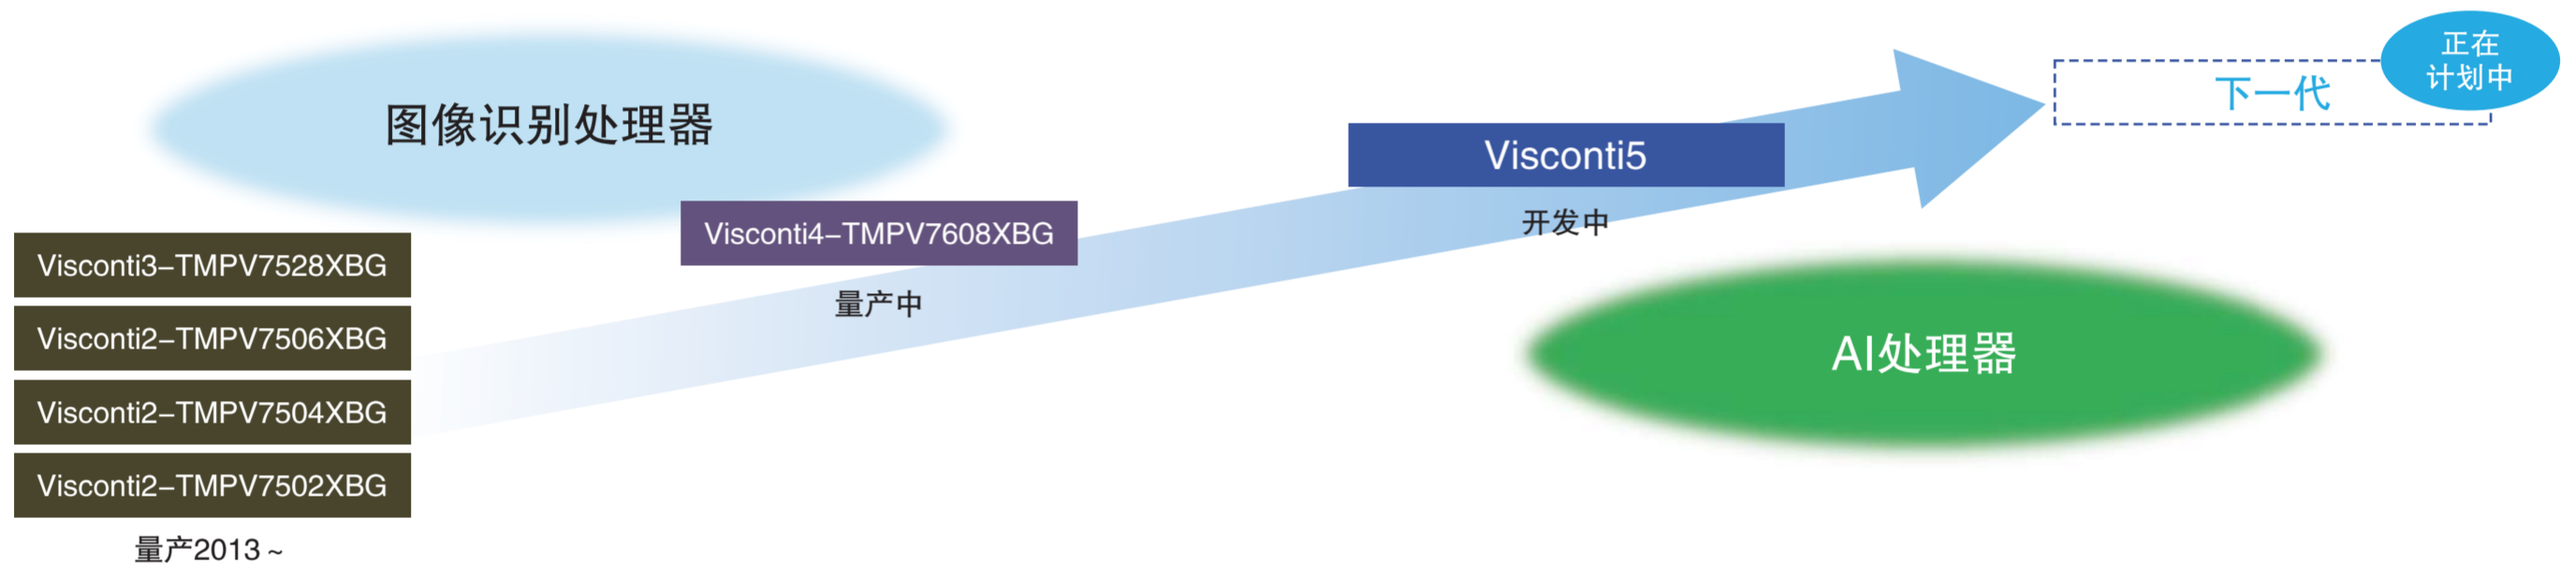 图像识别处理器
Visconti3-TMPV7528XBG
Visconti2-TMPV7506XBG
Visconti2-TMPV7504XBG
Visconti2-TMPV7502XBG
量产2013~
Visconti4-TMPV7608XBG
量产中
Visconti5
开发中
下一代
正在
计划中
AI处理器